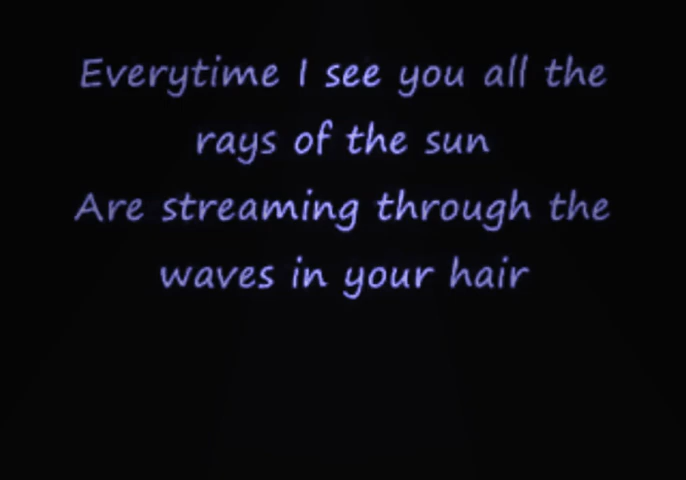 Everytime I see you all the
rays of the sun
Are streaming through the
waves in your hair